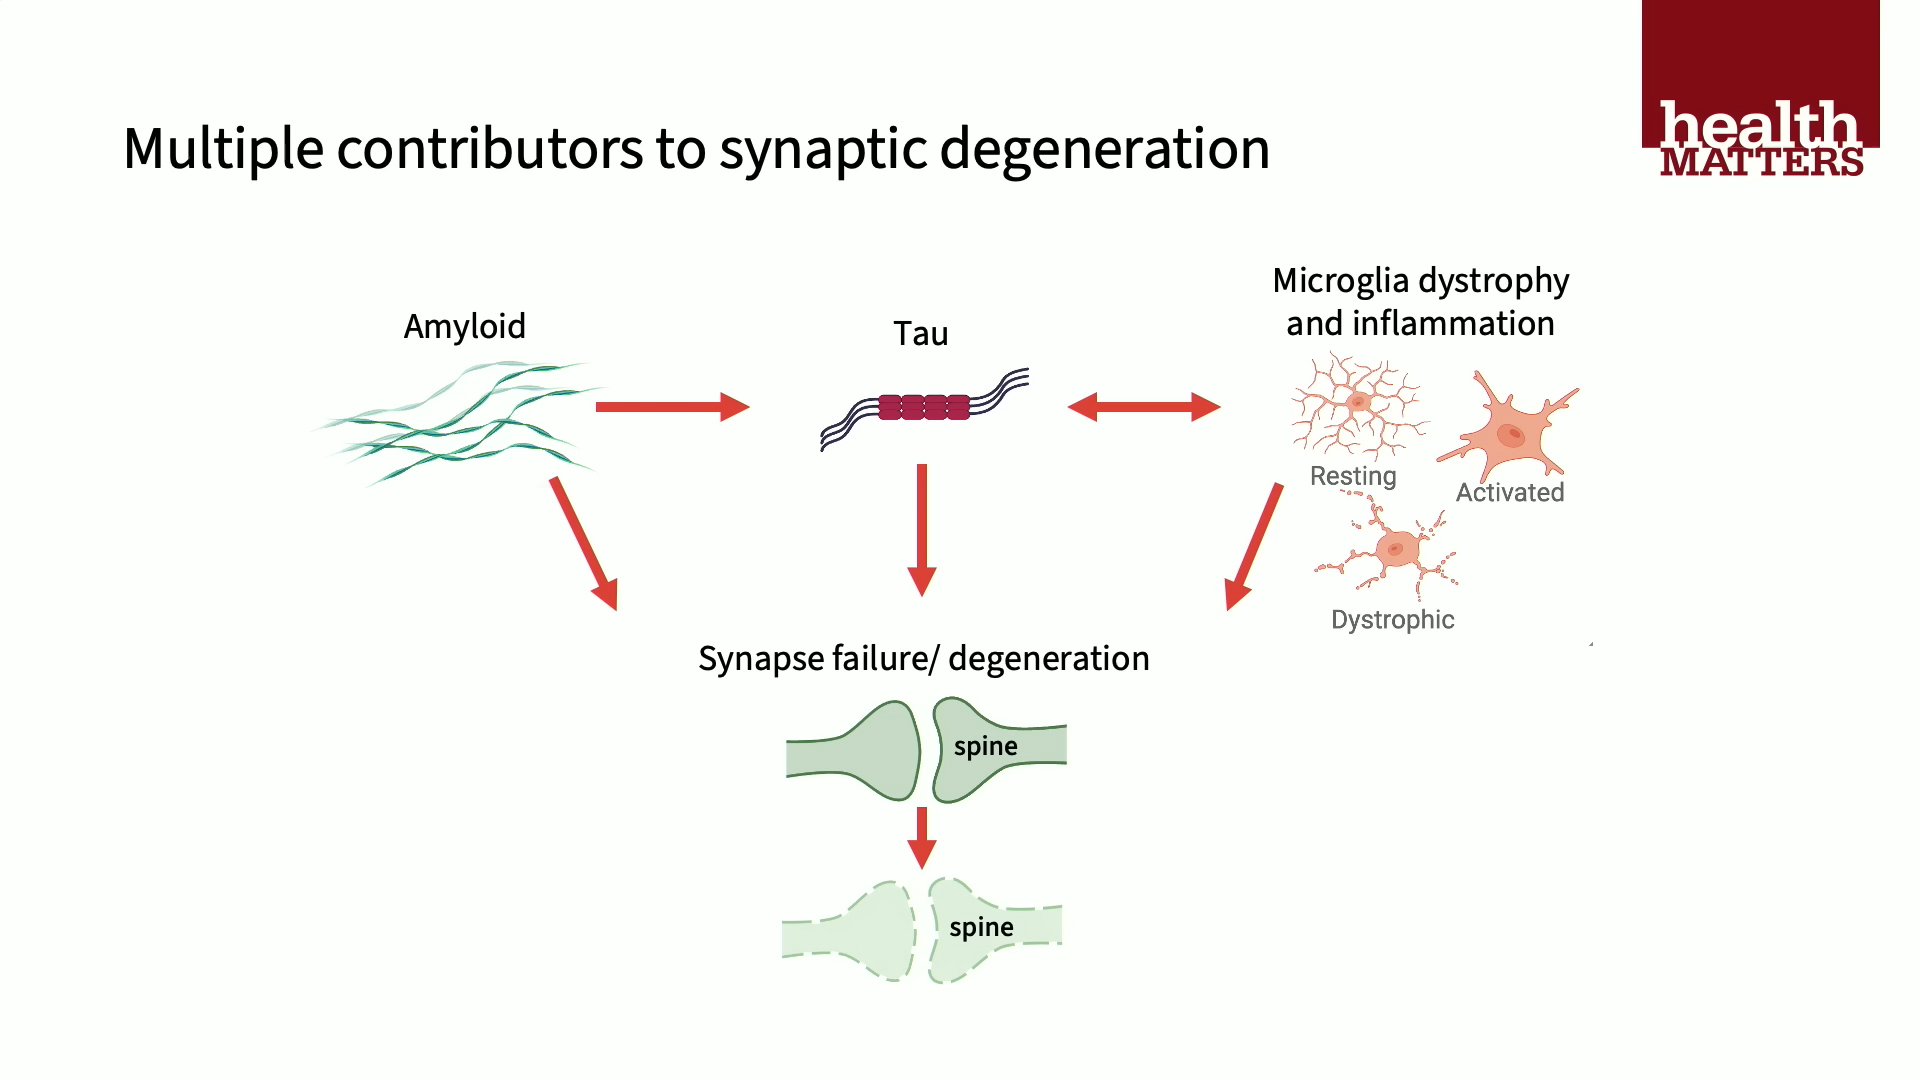 health
MATTERS
Multiple contributors to synaptic degeneration
Amyloid
Tau
Microglia dystrophy
and inflammation
Resting
Activated
Dystrophic
Synapse failure/ degeneration
spine
spine